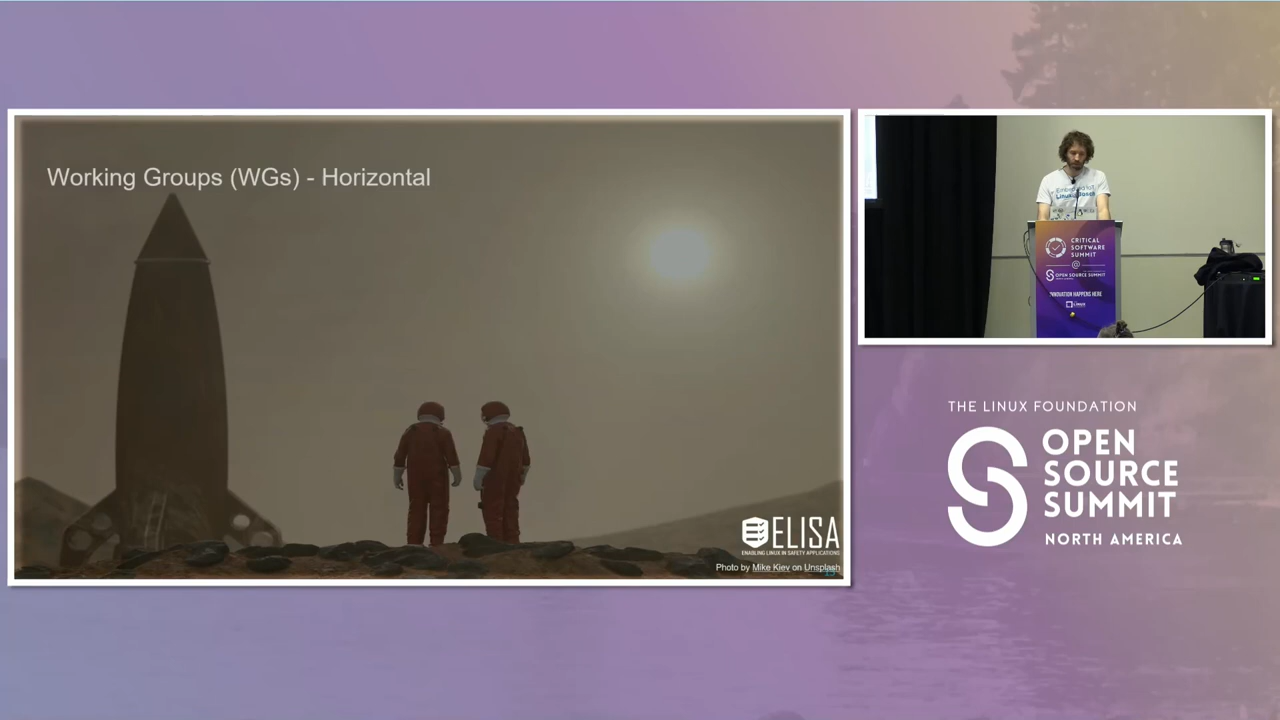 Working Groups (WGs) - Horizontal
ELISA
ENABLING LINUX IN SAFETY APPLICATIONS
Photo by Mike Kiev on Unsplash
CRITICAL
SOFTWARE
SUMMIT
@
OPEN SOURCE SUMMIT
INNOVATION HAPPENS HERE
THE LINUX FOUNDATION
OPEN
SOURCE
SUMMIT
NORTH AMERICA